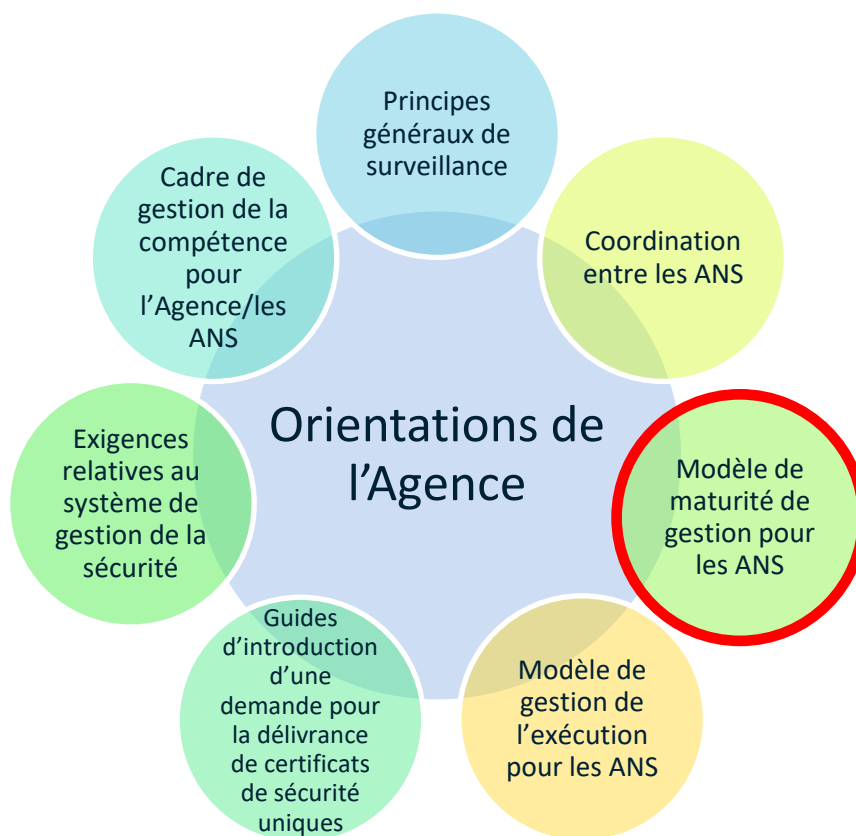 Principes
généraux de
surveillance
Coordination
entre les ANS
Modèle de
maturité de
gestion pour
les ANS
Modèle de
gestion de
l'exécution
pour les ANS
Guides
d'introduction
d'une
demande pour
la délivrance
de certificats
de sécurité
uniques
Exigences
relatives au
système de
gestion de la
sécurité
Cadre de
gestion de la
compétence
pour
l'Agence/les
ANS
Orientations de
l'Agence